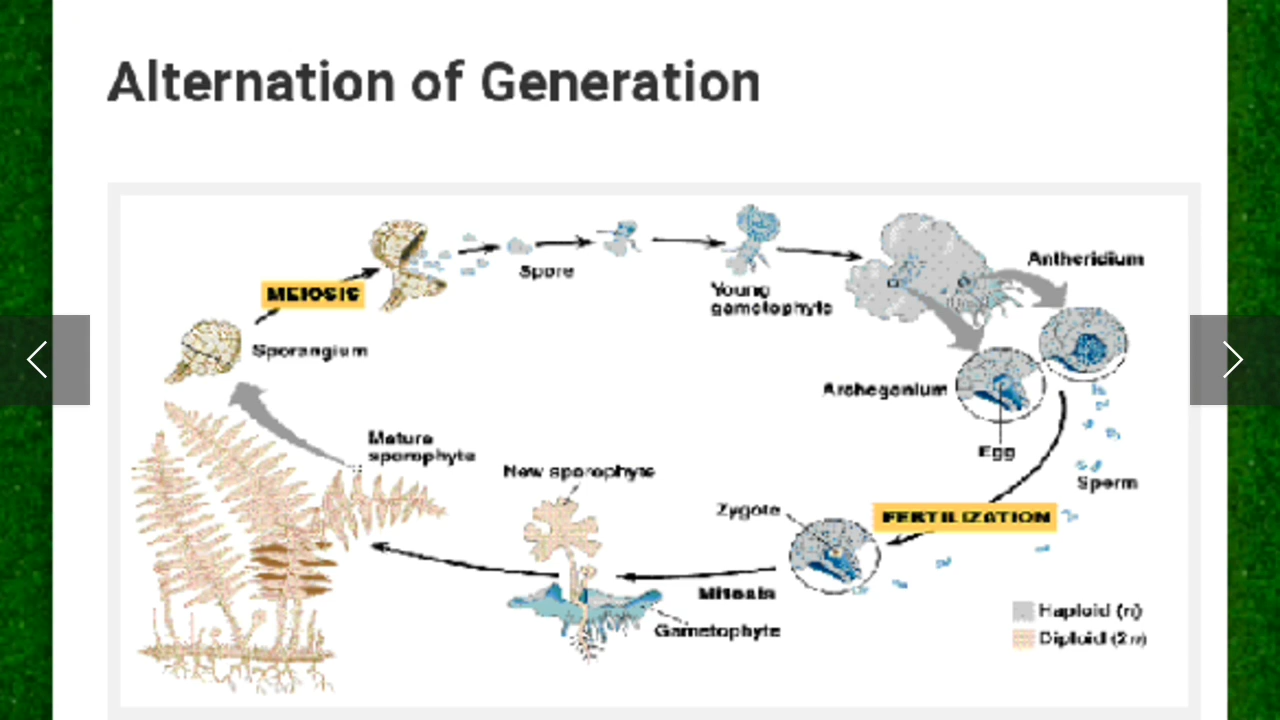 Alternation of Generation
Spore
Young
gametophyte
Antheridium
MEIOSIS
Sporangium
Archegonium
Egg
Mature
sporophyte
New sporophyte
Sperm
Zygote
FERTILIZATION
Mitosis
Gametophyte
Haploid (n)
Diploid (2n)